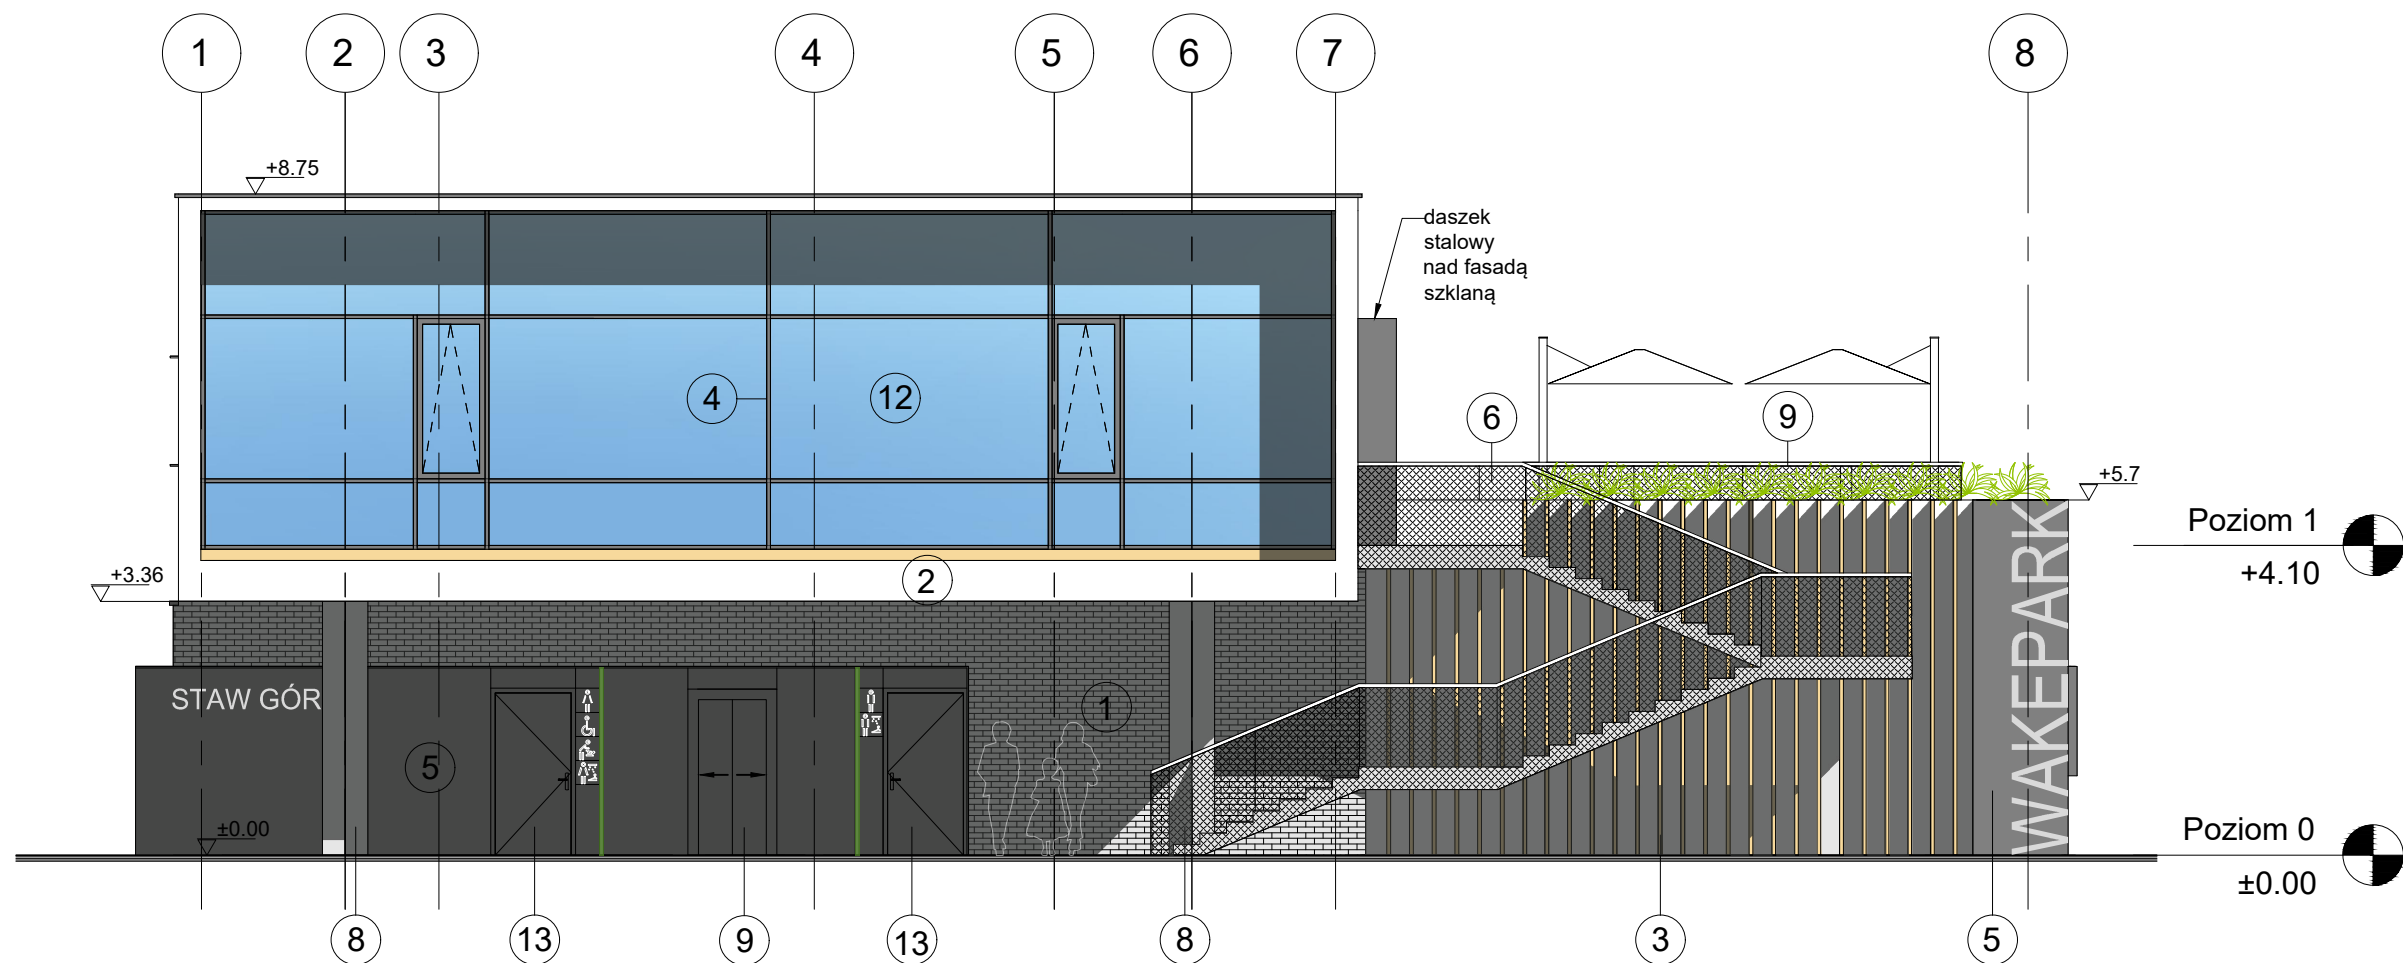 1 2 3 4 5 6 7 8
+8.75
daszek
stalowy
nad fasadą
szklaną
4
12
6
9
+5.7
Poziom 1
+4.10
+3.36
2
STAW GÓR
1
5
WAKEPARK
±0.00
Poziom 0
±0.00
8
13
9
13
8
3
5